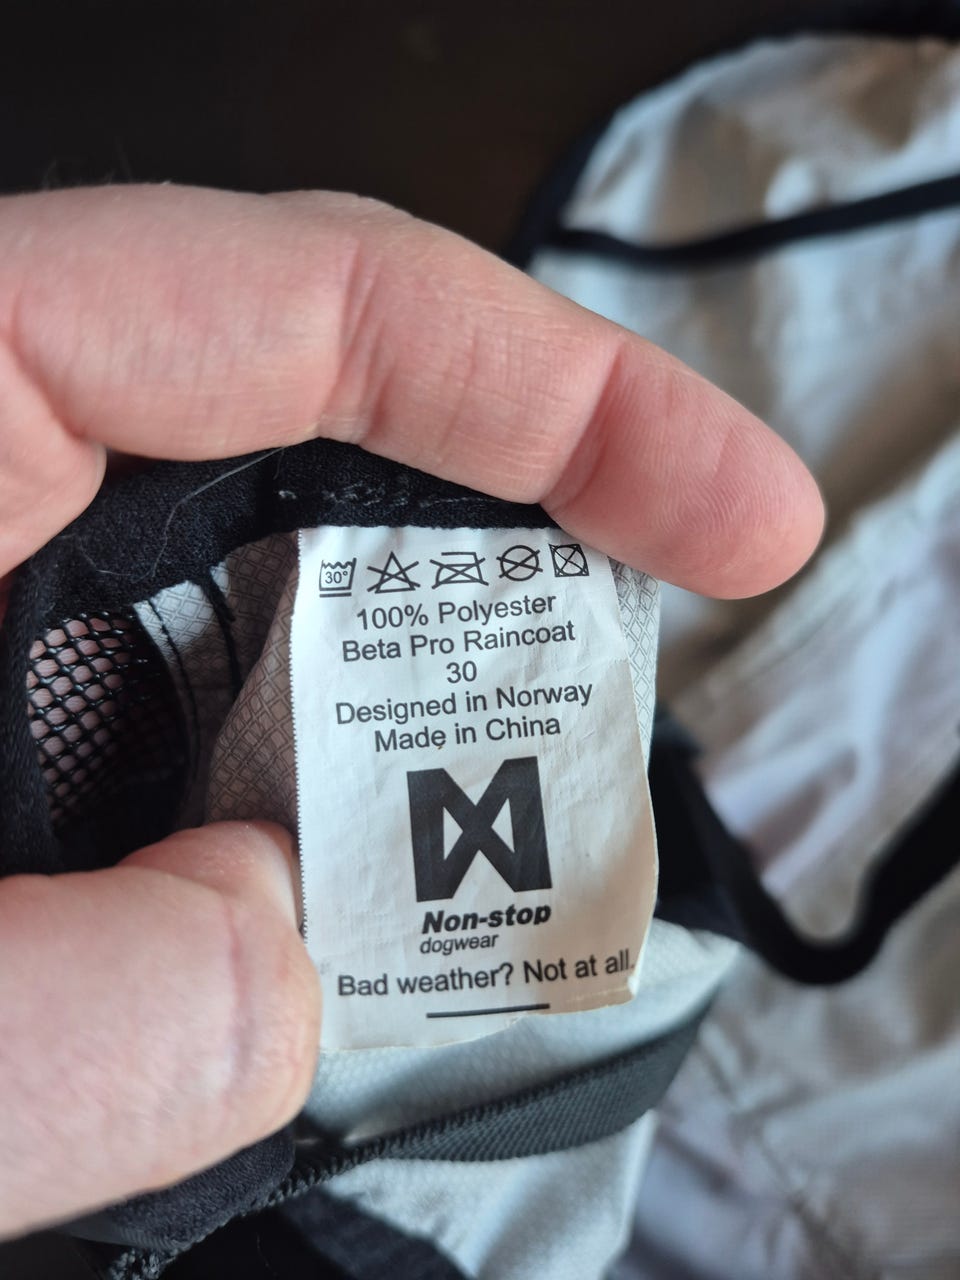 30°
100% Polyester
Beta Pro Raincoat
30
Designed in Norway
Made in China
Non-stop
dogwear
Bad weather? Not at all.